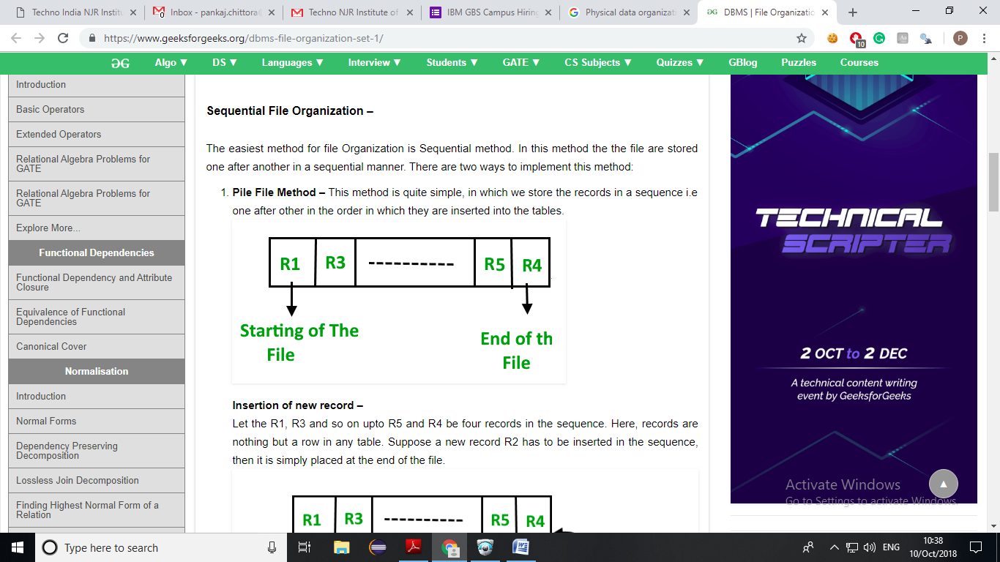 Techno India NJR Institu
Inbox - pankaj.chittora@
Techno NJR Institute of
IBM GBS Campus Hiring
Physical data organizati
DBMS | File Organizatio
https://www.geeksforgeeks.org/dbms-file-organization-set-1/
10
P
Algo ▼ DS ▼ Languages ▼ Interview ▼ Students ▼ GATE ▼ CS Subjects ▼ Quizzes ▼ GBlog Puzzles Courses
Introduction
Basic Operators
Extended Operators
Relational Algebra Problems for
GATE
Relational Algebra Problems for
GATE
Explore More...
Functional Dependencies
Functional Dependency and Attribute
Closure
Equivalence of Functional
Dependencies
Canonical Cover
Normalisation
Introduction
Normal Forms
Dependency Preserving
Decomposition
Lossless Join Decomposition
Finding Highest Normal Form of a
Relation
Sequential File Organization –
The easiest method for file Organization is Sequential method. In this method the the file are stored
one after another in a sequential manner. There are two ways to implement this method:
1. Pile File Method – This method is quite simple, in which we store the records in a sequence i.e
one after other in the order in which they are inserted into the tables.
R1 R3 ----------- R5 R4
Starting of The
File
End of th
File
Insertion of new record –
Let the R1, R3 and so on upto R5 and R4 be four records in the sequence. Here, records are
nothing but a row in any table. Suppose a new record R2 has to be inserted in the sequence,
then it is simply placed at the end of the file.
R1 R3 ----------- R5 R4
TECHNICAL
SCRIPTER
2 OCT to 2 DEC
A technical content writing
event by GeeksforGeeks
Activate Windows
Go to Settings to activate Windows.
Type here to search
ENG
10:38
10/Oct/2018